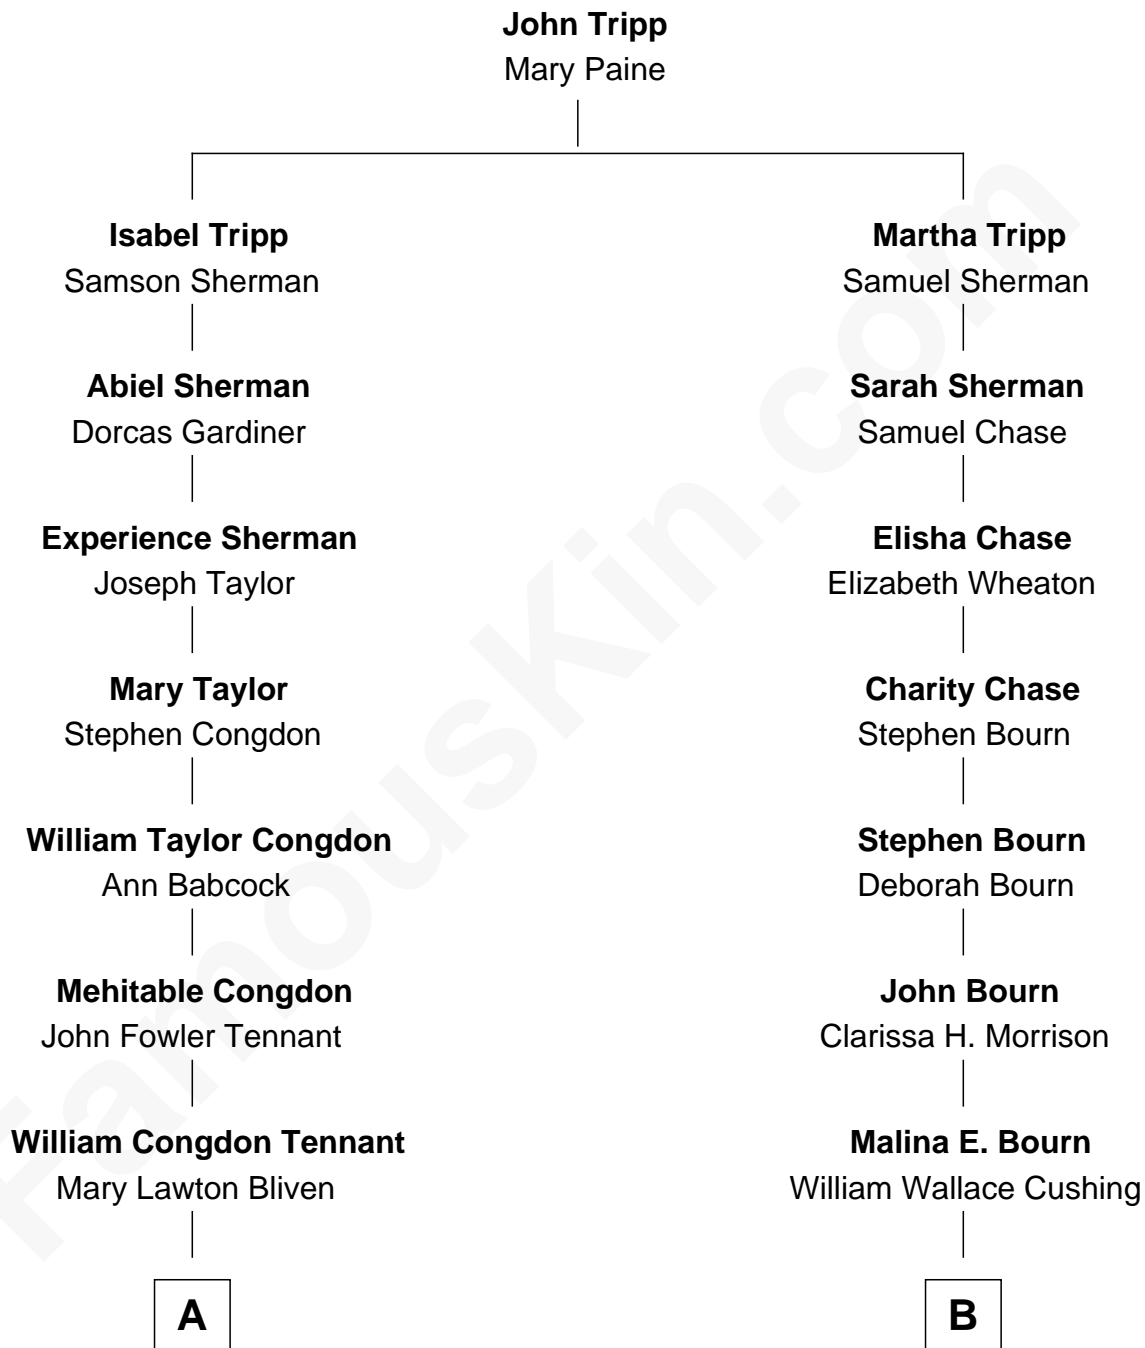 John Tripp
Mary Paine
Isabel Tripp
Samson Sherman
Martha Tripp
Samuel Sherman
Abiel Sherman
Dorcas Gardiner
Sarah Sherman
Samuel Chase
Experience Sherman
Joseph Taylor
Elisha Chase
Elizabeth Wheaton
Mary Taylor
Stephen Congdon
Charity Chase
Stephen Bourn
William Taylor Congdon
Ann Babcock
Stephen Bourn
Deborah Bourn
Mehitable Congdon
John Fowler Tennant
John Bourn
Clarissa H. Morrison
William Congdon Tennant
Mary Lawton Bliven
Malina E. Bourn
William Wallace Cushing
A
B
FamousKin.com